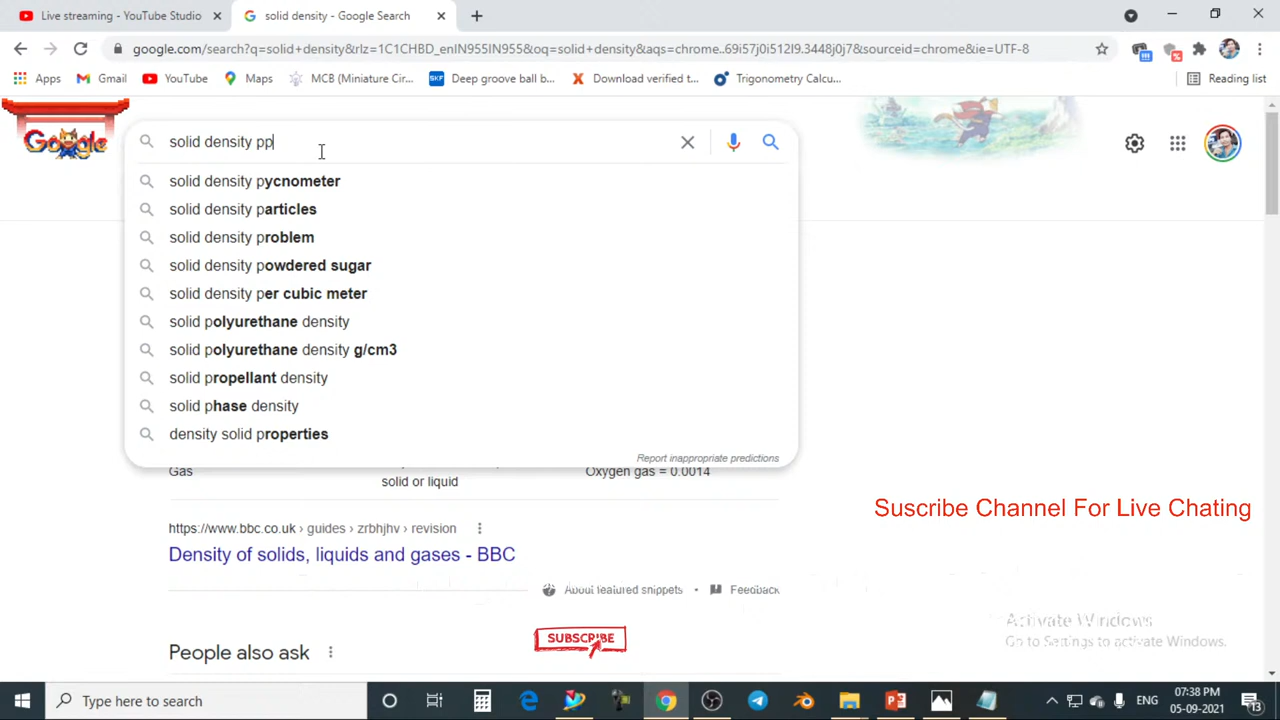 Live streaming - YouTube Studio
solid density - Google Search
google.com/search?q=solid+density&rlz=1C1CHBD_enIN955IN955&oq=solid+density&aqs=chrome..69i57j0i512l9.3448j0j7&sourceid=chrome&ie=UTF-8
Apps
Gmail
YouTube
Maps
MCB (Miniature Cir...
SKF
Deep groove ball b...
Download verified t...
Trigonometry Calcu...
Reading list
Google
solid density pp
solid density pycnometer
solid density particles
solid density problem
solid density powdered sugar
solid density per cubic meter
solid polyurethane density
solid polyurethane density g/cm3
solid propellant density
solid phase density
density solid properties
Report inappropriate predictions
Gas
solid or liquid
Oxygen gas = 0.0014
Suscribe Channel For Live Chating
https://www.bbc.co.uk › guides › zrbhjhv › revision
Density of solids, liquids and gases - BBC
About featured snippets
•
Feedback
Activate Windows
Go to Settings to activate Windows.
SUBSCRIBE
People also ask
Type here to search
ENG
07:38 PM
05-09-2021
13